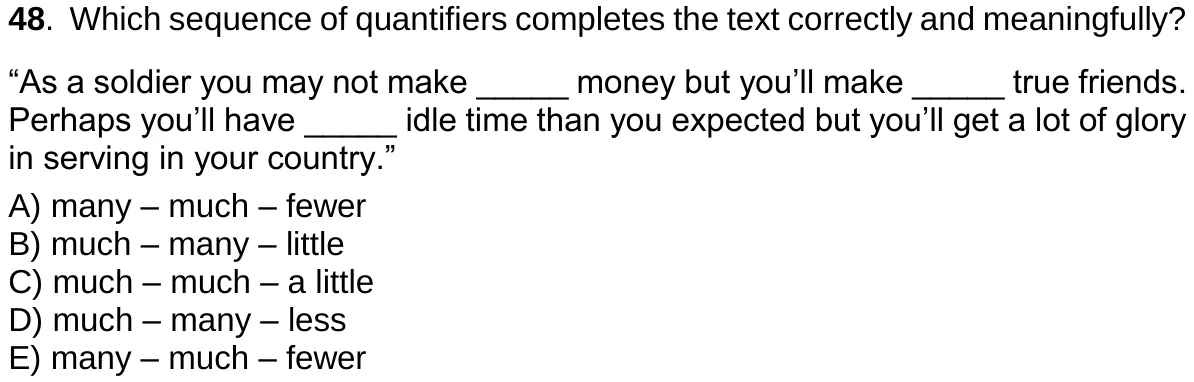 48. Which sequence of quantifiers completes the text correctly and meaningfully?
“As a soldier you may not make _____ money but you’ll make _____ true friends.
Perhaps you’ll have _____ idle time than you expected but you’ll get a lot of glory
in serving in your country.”
A) many – much – fewer
B) much – many – little
C) much – much – a little
D) much – many – less
E) many – much – fewer